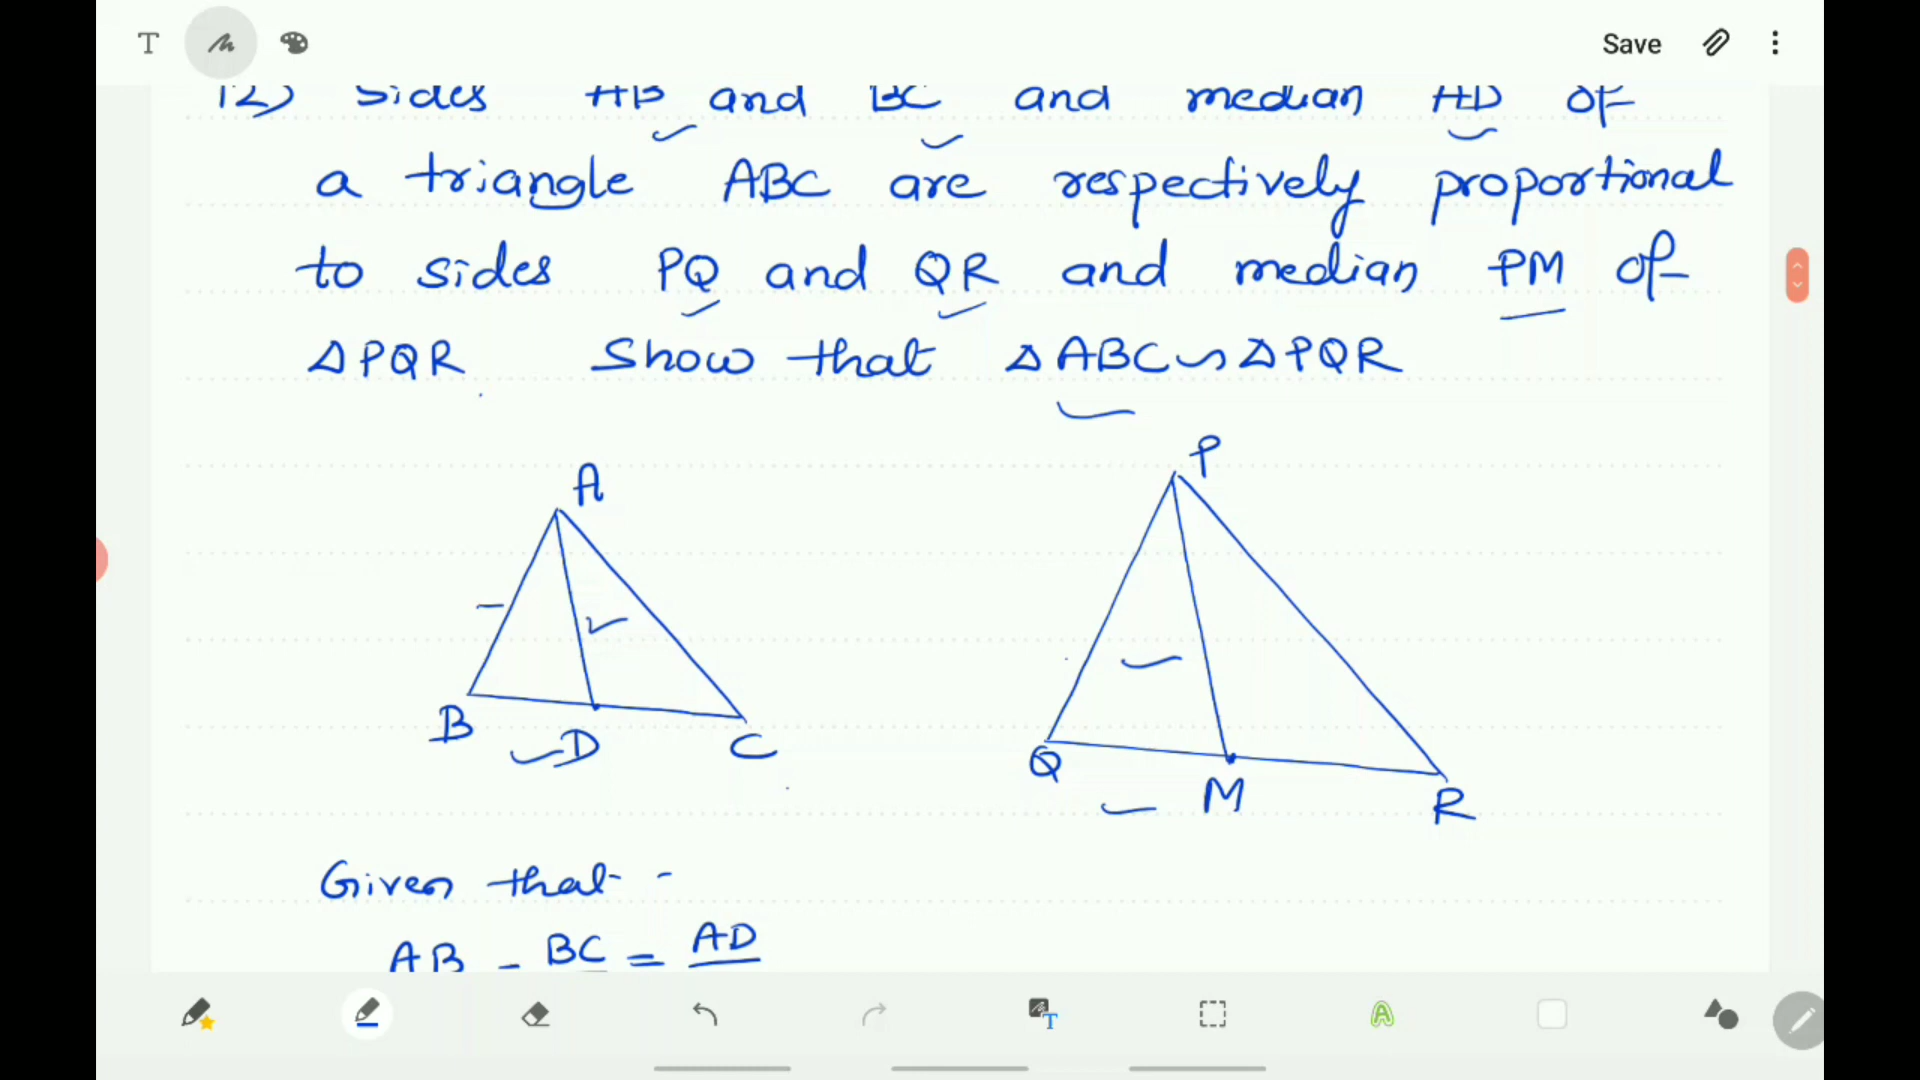 Save
12) Sides AB and BC and median AD of
a triangle ABC are respectively proportional
to sides PQ and QR and median PM of
ΔPQR Show that ΔABC ∽ ΔPQR
A
P
B
D
C
Q
M
R
Given that -
AB = BC = AD